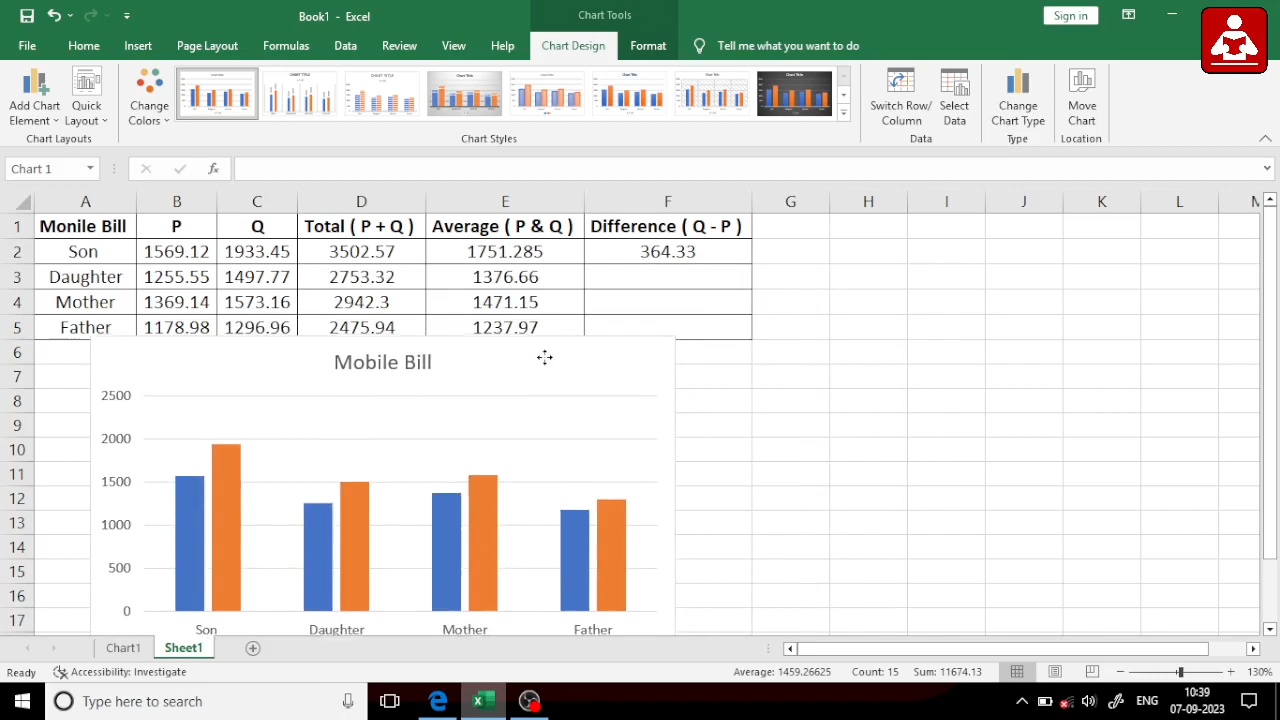 Book1 - Excel
Chart Tools
Sign in
File Home Insert Page Layout Formulas Data Review View Help Chart Design Format Tell me what you want to do
Add Chart Element
Quick Layout
Change Colors
Switch Row/ Column
Select Data
Change Chart Type
Move Chart
Chart Layouts
Chart Styles
Data
Type
Location
Chart 1
fx
A B C D E F G H I J K L M
1 Monile Bill P Q Total ( P + Q ) Average ( P & Q ) Difference ( Q - P )
2 Son 1569.12 1933.45 3502.57 1751.285 364.33
3 Daughter 1255.55 1497.77 2753.32 1376.66
4 Mother 1369.14 1573.16 2942.3 1471.15
5 Father 1178.98 1296.96 2475.94 1237.97
6
7
8
9
10
11
12
13
14
15
16
17
Mobile Bill
2500
2000
1500
1000
500
0
Son Daughter Mother Father
Chart1 Sheet1
Ready Accessibility: Investigate Average: 1459.26625 Count: 15 Sum: 11674.13 130%
Type here to search
ENG
10:39
07-09-2023